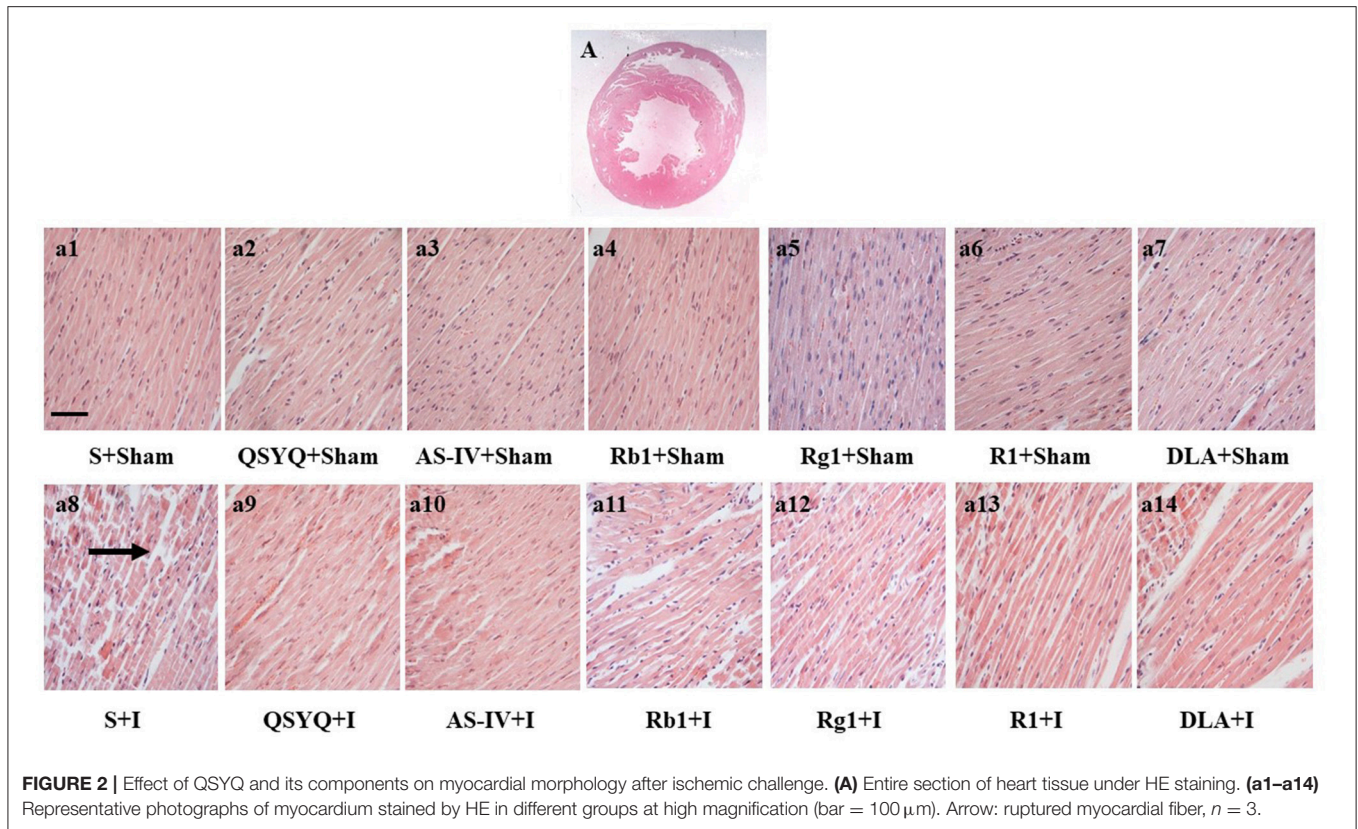 A
a1 a2 a3 a4 a5 a6 a7
S+Sham QSYQ+Sham AS-IV+Sham Rb1+Sham Rg1+Sham R1+Sham DLA+Sham
a8 a9 a10 a11 a12 a13 a14
S+I QSYQ+I AS-IV+I Rb1+I Rg1+I R1+I DLA+I
FIGURE 2 | Effect of QSYQ and its components on myocardial morphology after ischemic challenge. (A) Entire section of heart tissue under HE staining. (a1–a14)
Representative photographs of myocardium stained by HE in different groups at high magnification (bar = 100 μm). Arrow: ruptured myocardial fiber, n = 3.